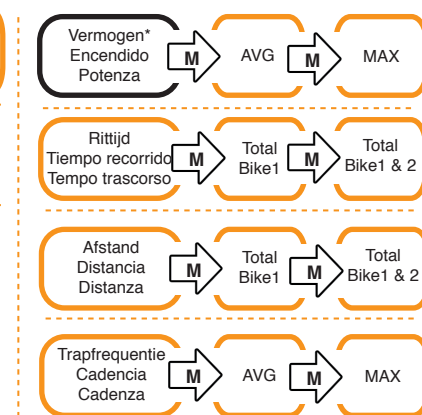 Vermogen*
Encendido
Potenza
M
AVG
M
MAX
Rittijd
Tiempo recorrido
Tempo trascorso
M
Total
Bike1
M
Total
Bike1 & 2
Afstand
Distancia
Distanza
M
Total
Bike1
M
Total
Bike1 & 2
Trapfrequentie
Cadencia
Cadenza
M
AVG
M
MAX